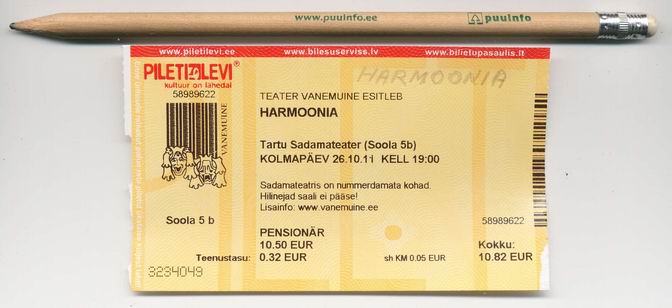 www.puuinfo.ee puuinfo
www.piletilevi.ee www.bilesuserviss.lv www.bilietupasaulis.lt
PILETILEVI®
kultuur on lähedal
58989622
HARMOONIA
TEATER VANEMUINE ESITLEB
HARMOONIA
VANEMUINE
Tartu Sadamateater (Soola 5b)
KOLMAPÄEV 26.10.11 KELL 19:00
Sadamateatris on nummerdamata kohad.
Hilinejad saali ei pääse!
Lisainfo: www.vanemuine.ee
Soola 5 b
58989622
PENSIONÄR
10.50 EUR
Kokku:
Teenustasu: 0.32 EUR
sh KM 0.05 EUR
10.82 EUR
3234049